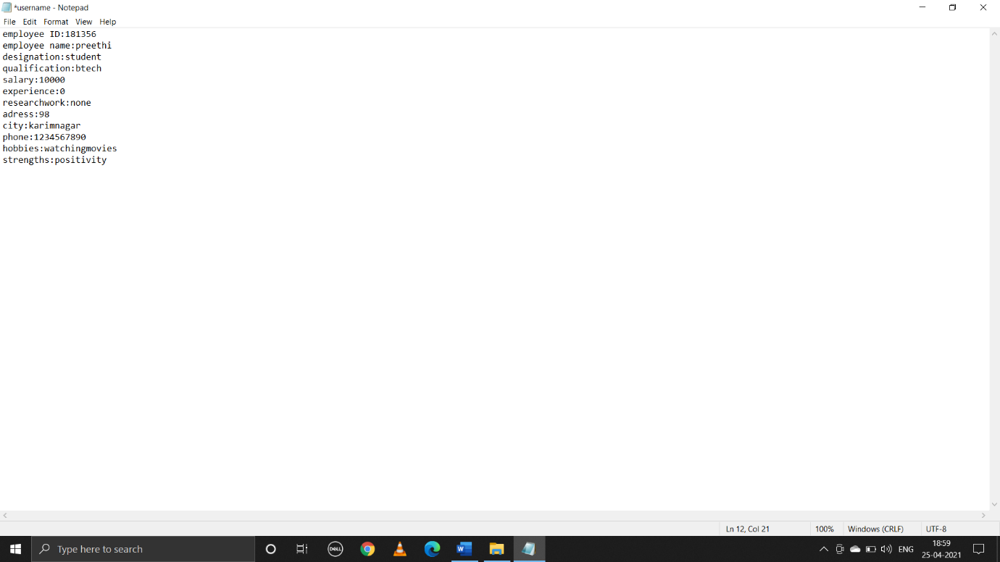 *username - Notepad
File Edit Format View Help
employee ID:181356
employee name:preethi
designation:student
qualification:btech
salary:10000
experience:0
researchwork:none
adress:98
city:karimnagar
phone:1234567890
hobbies:watchingmovies
strengths:positivity
Ln 12, Col 21 100% Windows (CRLF) UTF-8
Type here to search DELL W ENG 18:59
25-04-2021